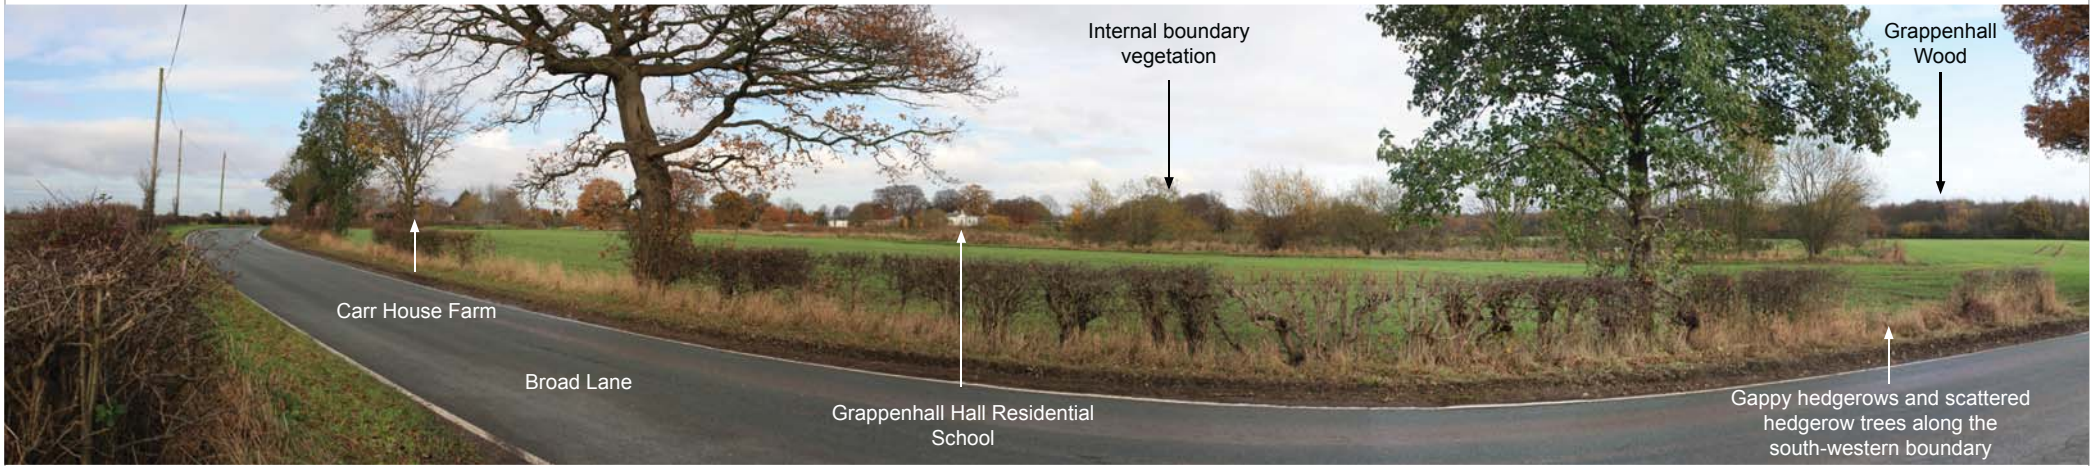 Internal boundary
vegetation
Grappenhall
Wood
Carr House Farm
Broad Lane
Grappenhall Hall Residential
School
Gappy hedgerows and scattered
hedgerow trees along the
south-western boundary